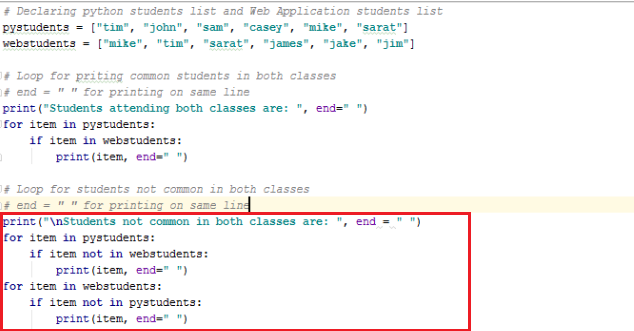 # Declaring python students list and Web Application students list
pystudents = ["tim", "john", "sam", "casey", "mike", "sarat"]
webstudents = ["mike", "tim", "sarat", "james", "jake", "jim"]
# Loop for priting common students in both classes
# end = " " for printing on same line
print("Students attending both classes are: ", end=" ")
for item in pystudents:
    if item in webstudents:
        print(item, end=" ")
# Loop for students not common in both classes
# end = " " for printing on same line
print("\nStudents not common in both classes are: ", end = " ")
for item in pystudents:
    if item not in webstudents:
        print(item, end=" ")
for item in webstudents:
    if item not in pystudents:
        print(item, end=" ")